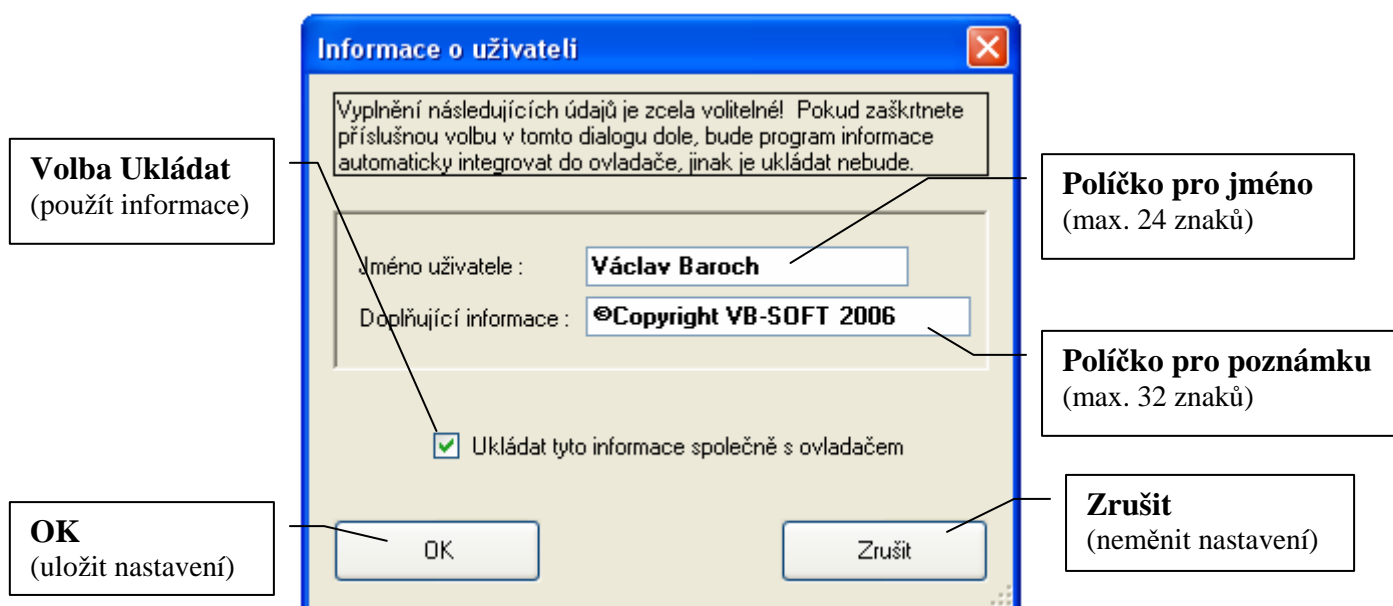 Informace o uživateli
Vyplnění následujících údajů je zcela volitelné! Pokud zaškrtnete
příslušnou volbu v tomto dialogu dole, bude program informace
automaticky integrovat do ovladače, jinak je ukládat nebude.
Volba Ukládat
(použít informace)
Políčko pro jméno
(max. 24 znaků)
Jméno uživatele : Václav Baroch
Doplňující informace : ©Copyright VB-SOFT 2006
Políčko pro poznámku
(max. 32 znaků)
Ukládat tyto informace společně s ovladačem
OK
(uložit nastavení)
OK
Zrušit
Zrušit
(neměnit nastavení)